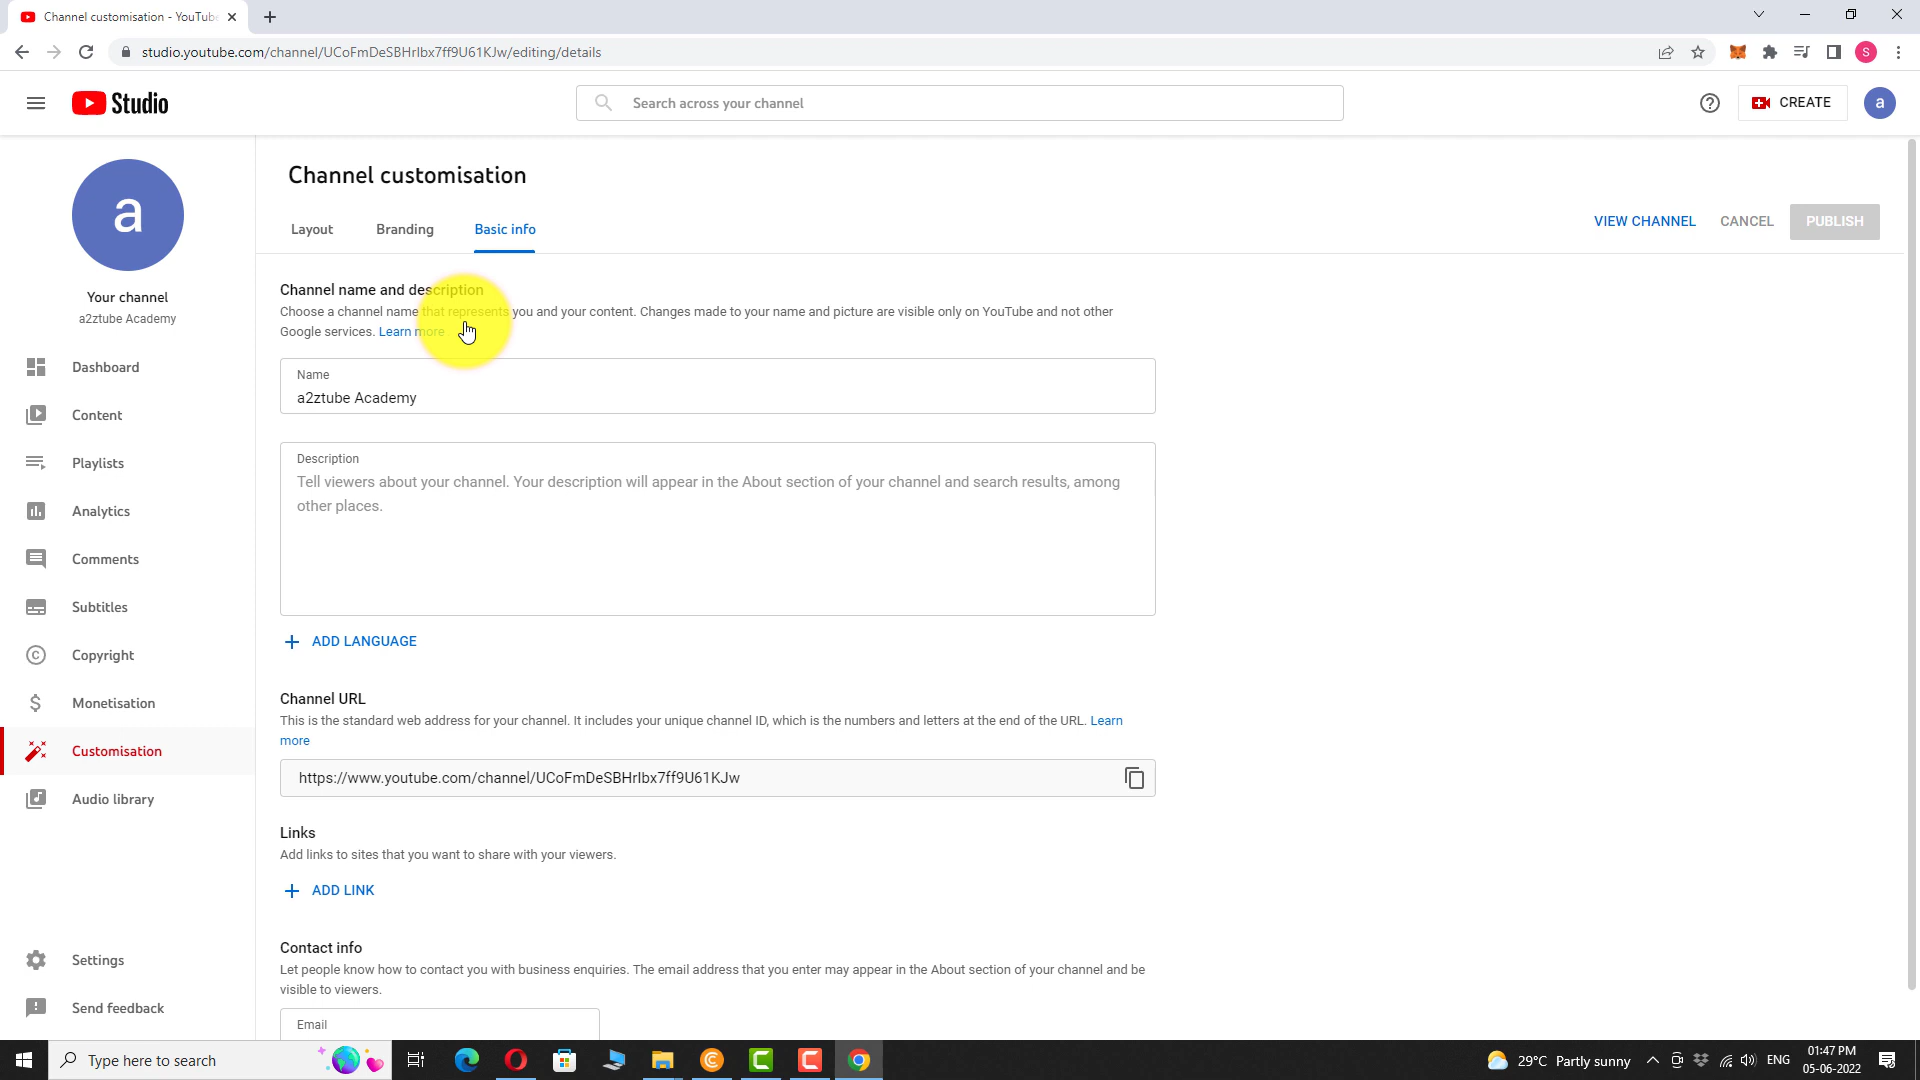 Channel customisation - YouTube
studio.youtube.com/channel/UCoFmDeSBHrIbx7ff9U61KJw/editing/details
S
Studio
Search across your channel
CREATE
a
a
Your channel
a2ztube Academy
Dashboard
Content
Playlists
Analytics
Comments
Subtitles
Copyright
Monetisation
Customisation
Audio library
Settings
Send feedback
Channel customisation
Layout
Branding
Basic info
VIEW CHANNEL
CANCEL
PUBLISH
Channel name and description
Choose a channel name that represents you and your content. Changes made to your name and picture are visible only on YouTube and not other
Google services. Learn more
Name
a2ztube Academy
Description
Tell viewers about your channel. Your description will appear in the About section of your channel and search results, among
other places.
ADD LANGUAGE
Channel URL
This is the standard web address for your channel. It includes your unique channel ID, which is the numbers and letters at the end of the URL. Learn
more
https://www.youtube.com/channel/UCoFmDeSBHrIbx7ff9U61KJw
Links
Add links to sites that you want to share with your viewers.
ADD LINK
Contact info
Let people know how to contact you with business enquiries. The email address that you enter may appear in the About section of your channel and be
visible to viewers.
Email
Type here to search
29°C Partly sunny
ENG
01:47 PM
05-06-2022